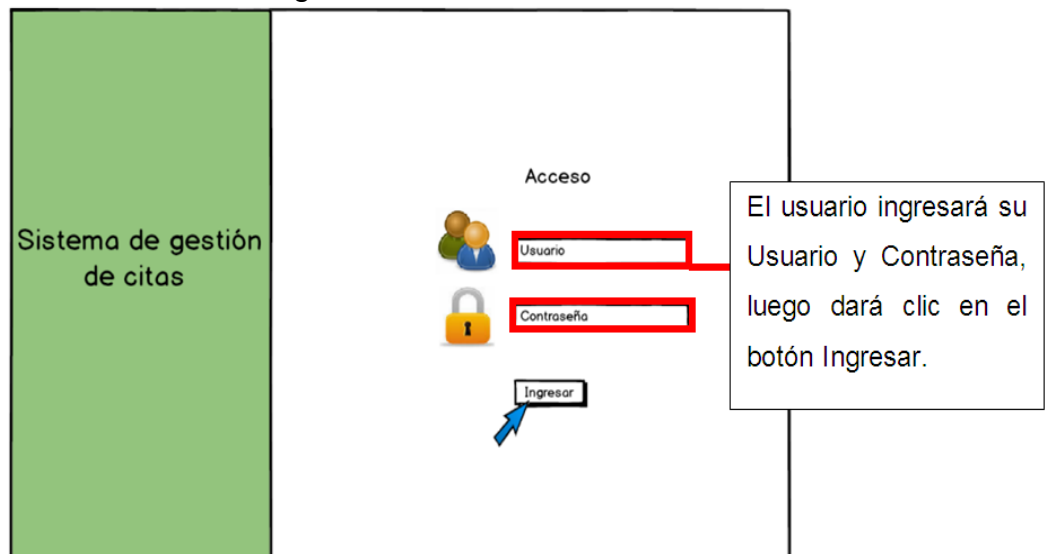 Sistema de gestión
de citas
Acceso
Usuario
Contraseña
Ingresar
El usuario ingresará su
Usuario y Contraseña,
luego dará clic en el
botón Ingresar.